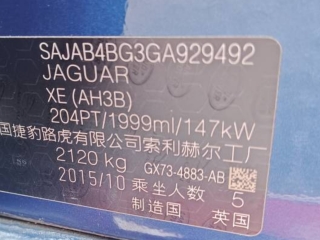 SAJAB4BG3GA929492
JAGUAR
XE (AH3B)
204PT/1999ml/147kW
国捷豹路虎有限公司索利赫尔工厂
2120 kg GX73-4883-AB
2015/10 乘坐人数 5
制造国 英国